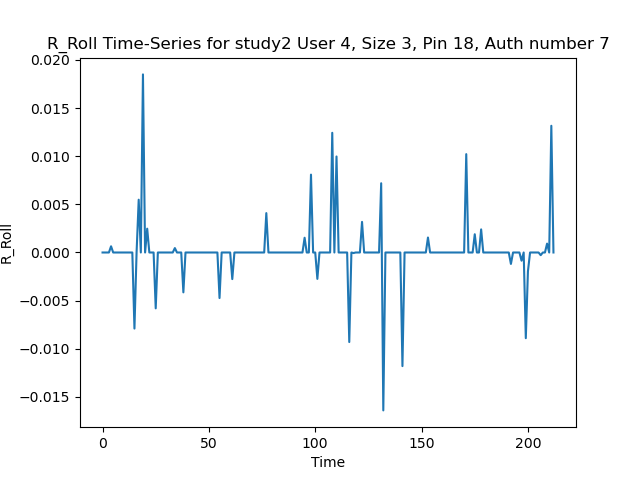 R_Roll Time-Series for study2 User 4, Size 3, Pin 18, Auth number 7
0.020
0.015
0.010
0.005
0.000
−0.005
−0.010
−0.015
R_Roll
0 50 100 150 200
Time